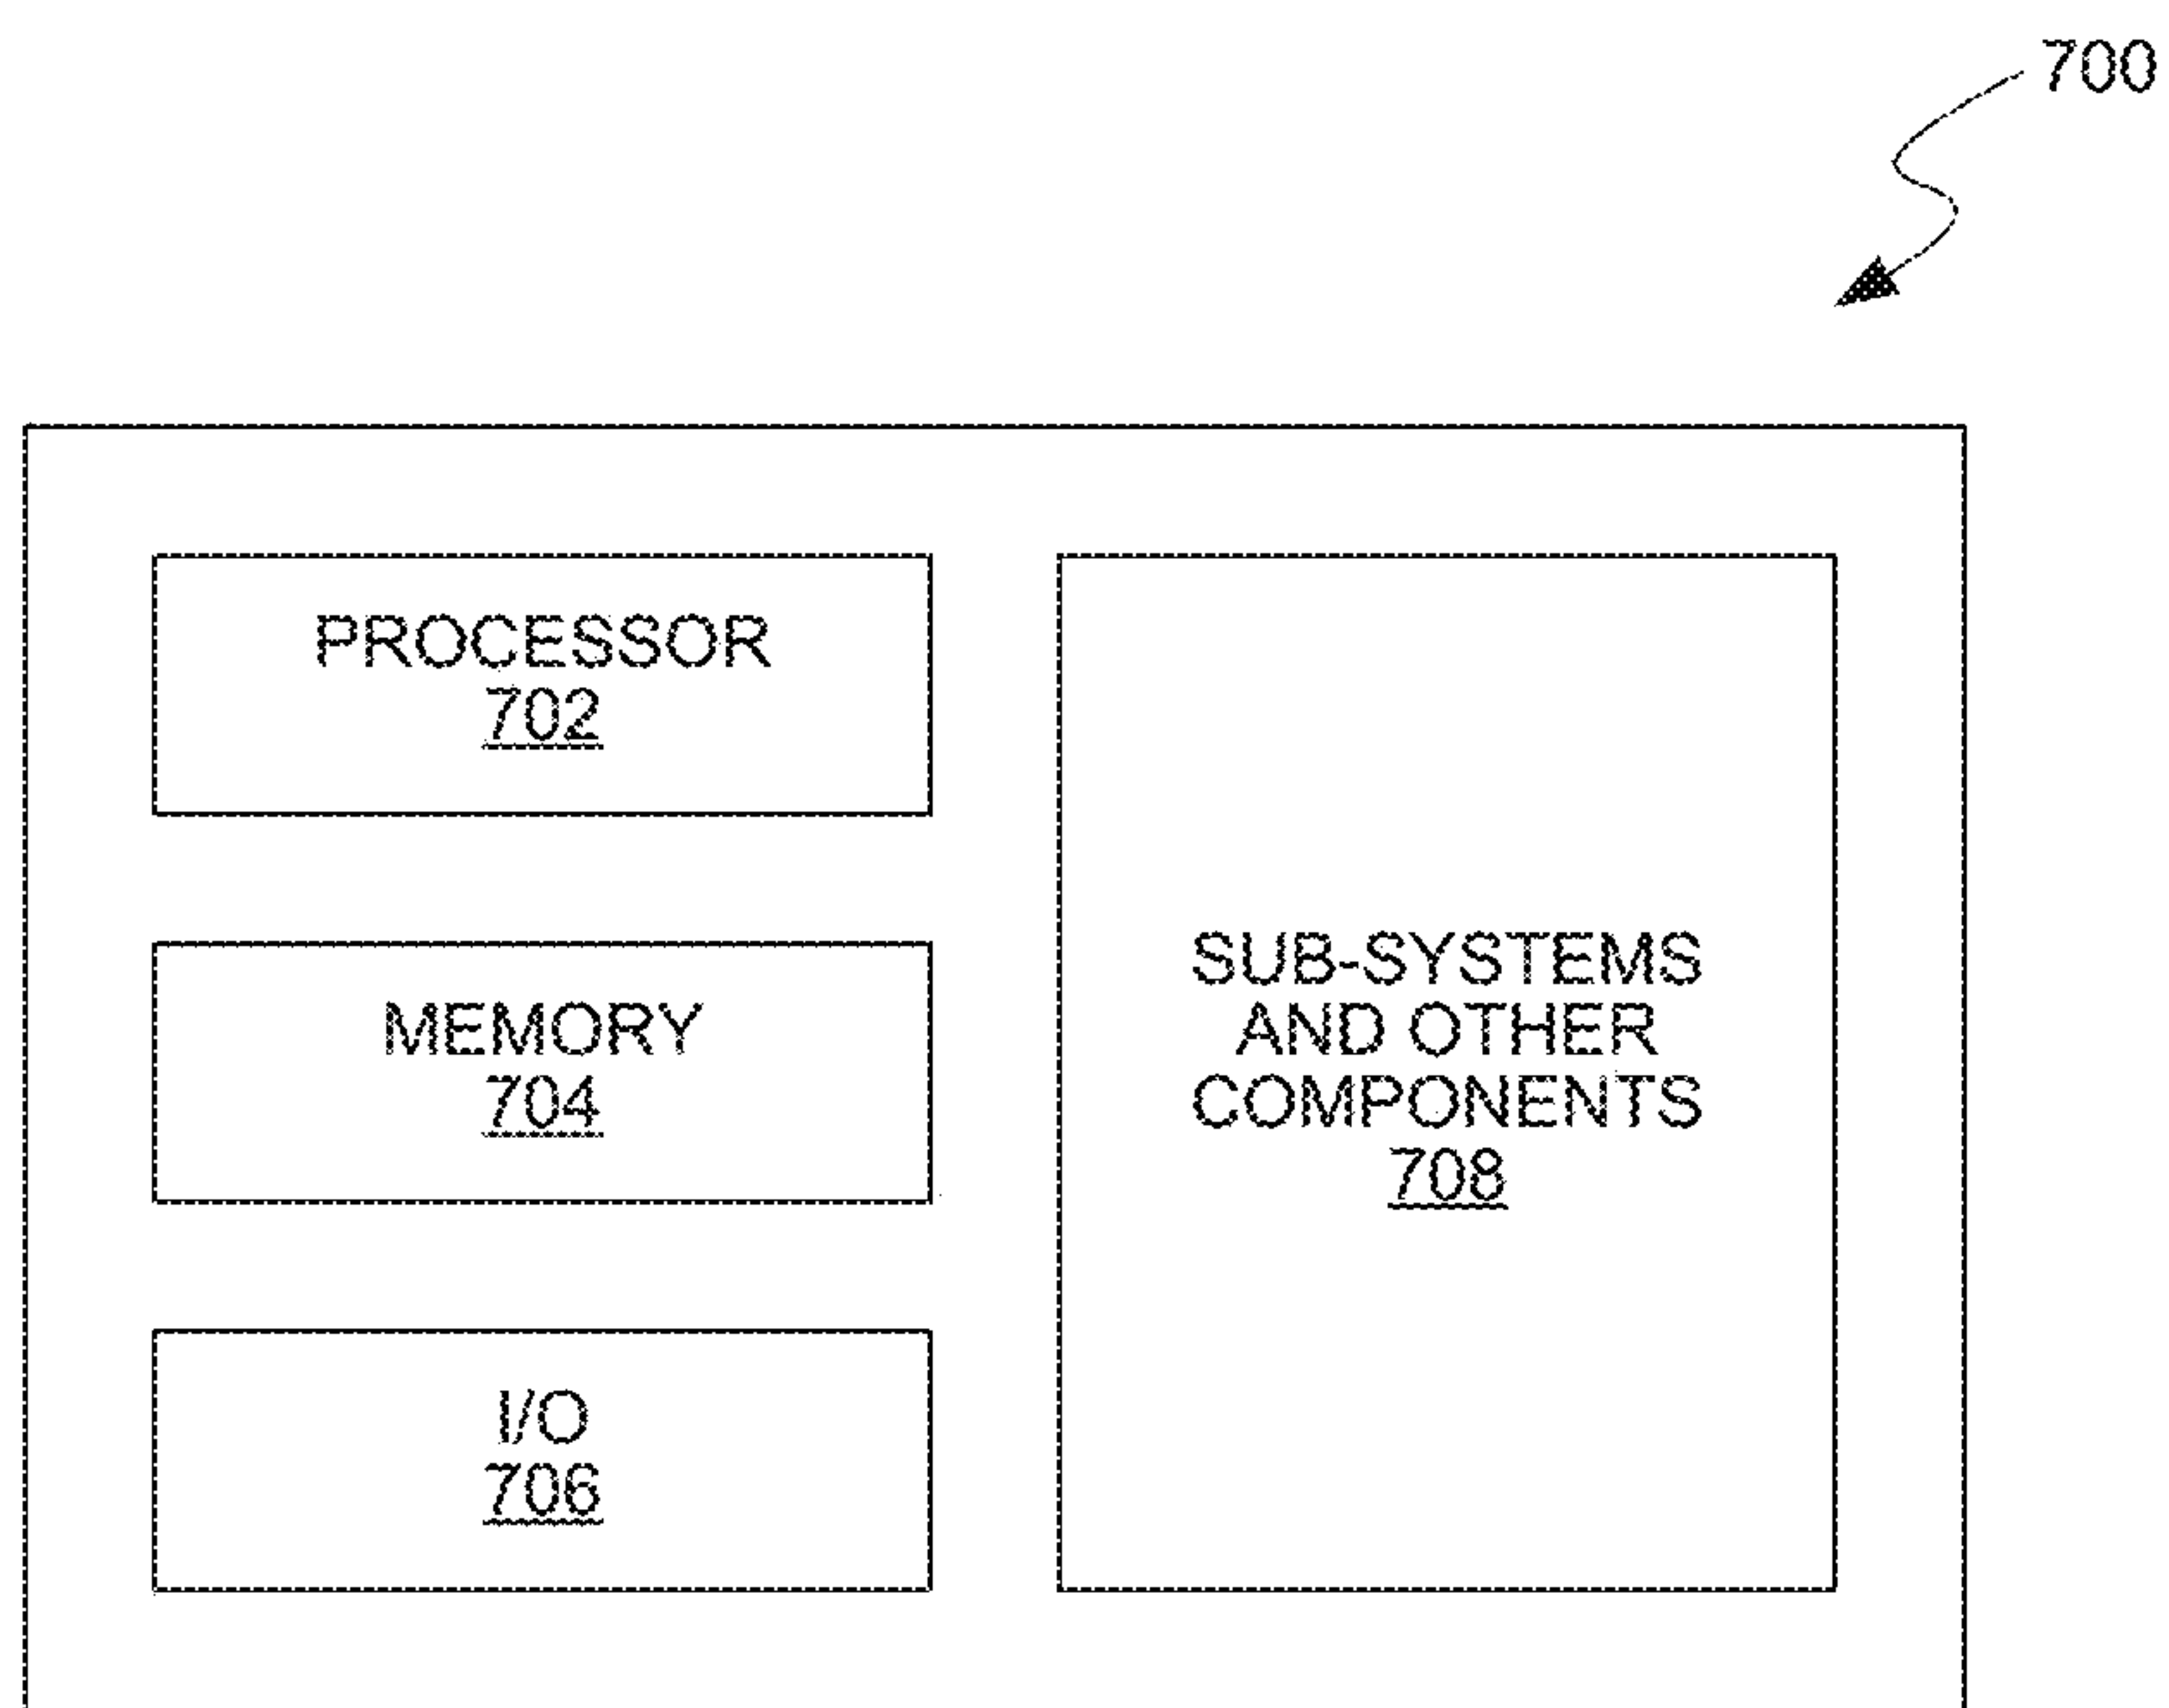 700
PROCESSOR
702
MEMORY
704
I/O
706
SUB-SYSTEMS
AND OTHER
COMPONENTS
708